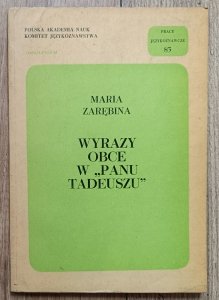 POLSKA AKADEMIA NAUK
KOMITET JĘZYKOZNAWSTWA
PRACE
JĘZYKOZNAWCZE
85
MARIA
ZARĘBINA
WYRAZY
OBCE
W „PANU
TADEUSZU”